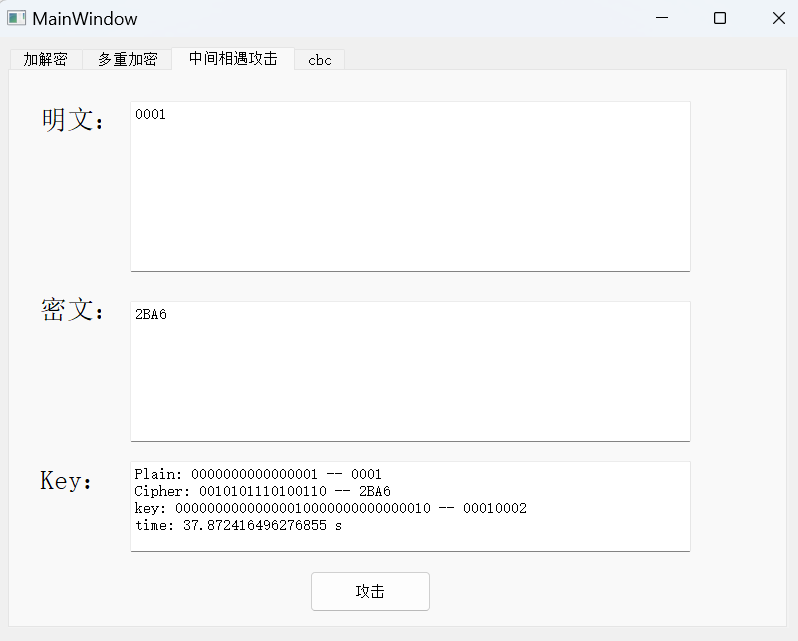 MainWindow
加解密 多重加密 中间相遇攻击 cbc
明文：
0001
密文：
2BA6
Key：
Plain: 0000000000000001 -- 0001
Cipher: 0010101110100110 -- 2BA6
key: 00000000000000010000000000000010 -- 00010002
time: 37.872416496276855 s
攻击